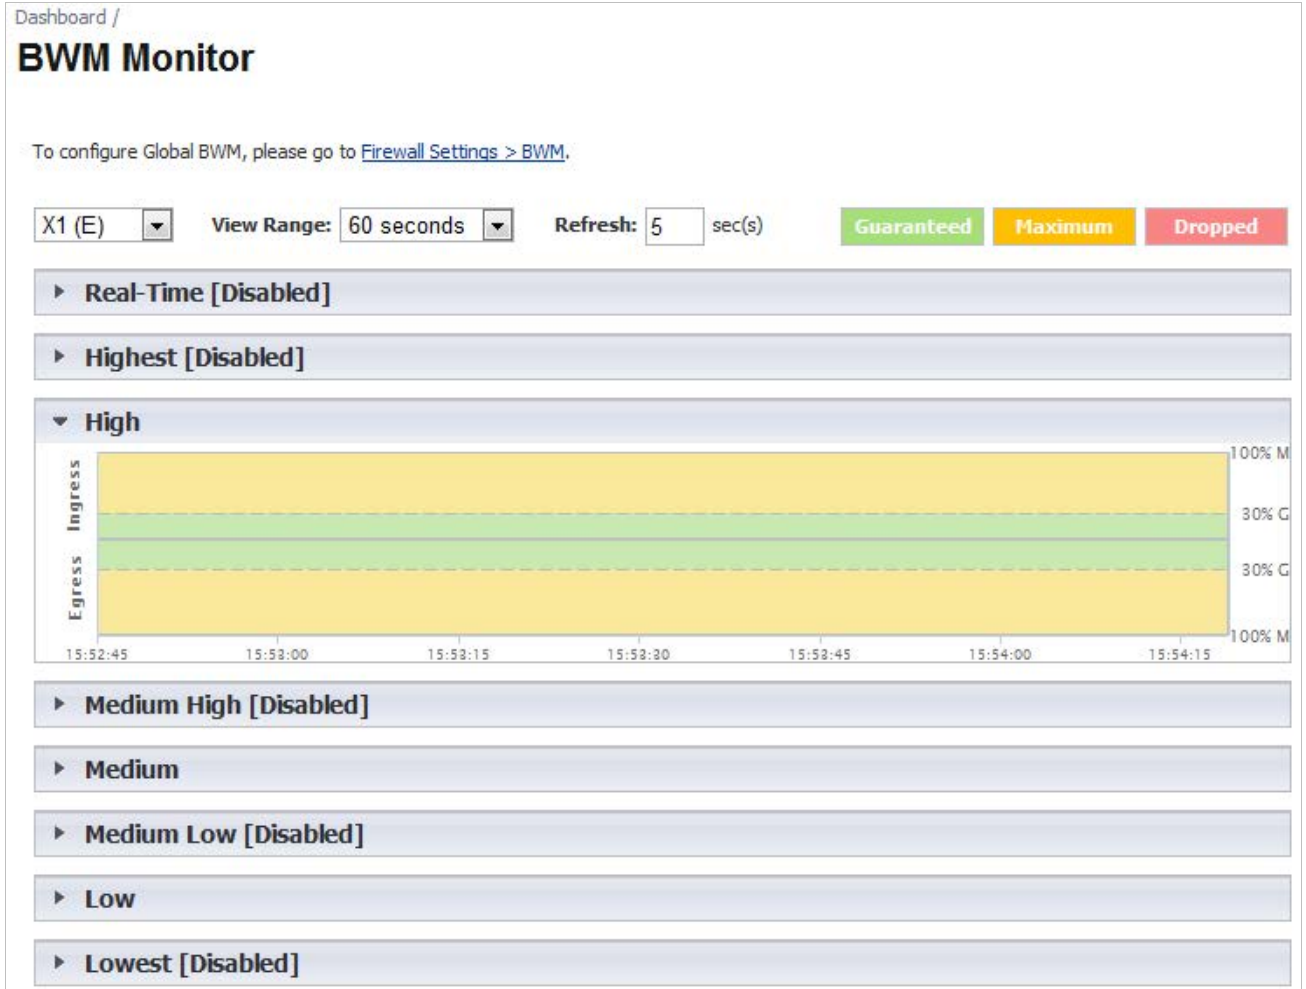 Dashboard /
BWM Monitor
To configure Global BWM, please go to Firewall Settings > BWM.
X1 (E) View Range: 60 seconds Refresh: 5 sec(s) Guaranteed Maximum Dropped
Real-Time [Disabled]
Highest [Disabled]
High
Ingress
Egress
100% M
30% G
30% G
100% M
15:52:45 15:53:00 15:53:15 15:53:30 15:53:45 15:54:00 15:54:15
Medium High [Disabled]
Medium
Medium Low [Disabled]
Low
Lowest [Disabled]